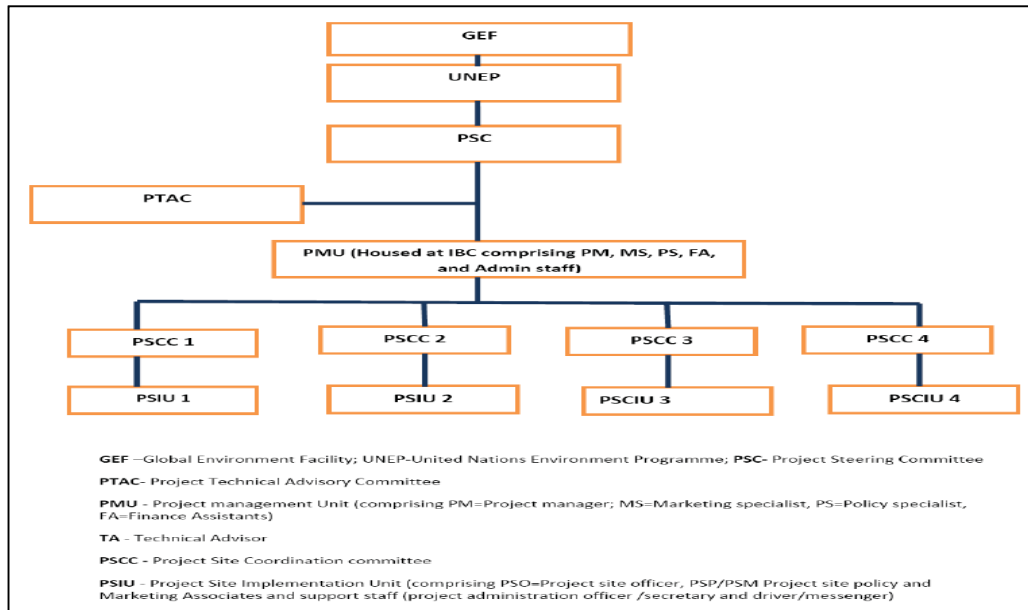 GEF
UNEP
PSC
PTAC
PMU (Housed at IBC comprising PM, MS, PS, FA,
and Admin staff)
PSCC 1
PSCC 2
PSCC 3
PSCC 4
PSIU 1
PSIU 2
PSCIU 3
PSCIU 4
GEF –Global Environment Facility; UNEP-United Nations Environment Programme; PSC- Project Steering Committee
PTAC- Project Technical Advisory Committee
PMU - Project management Unit (comprising PM=Project manager; MS=Marketing specialist, PS=Policy specialist,
FA=Finance Assistants)
TA - Technical Advisor
PSCC - Project Site Coordination committee
PSIU - Project Site Implementation Unit (comprising PSO=Project site officer, PSP/PSM Project site policy and
Marketing Associates and support staff (project administration officer /secretary and driver/messenger)